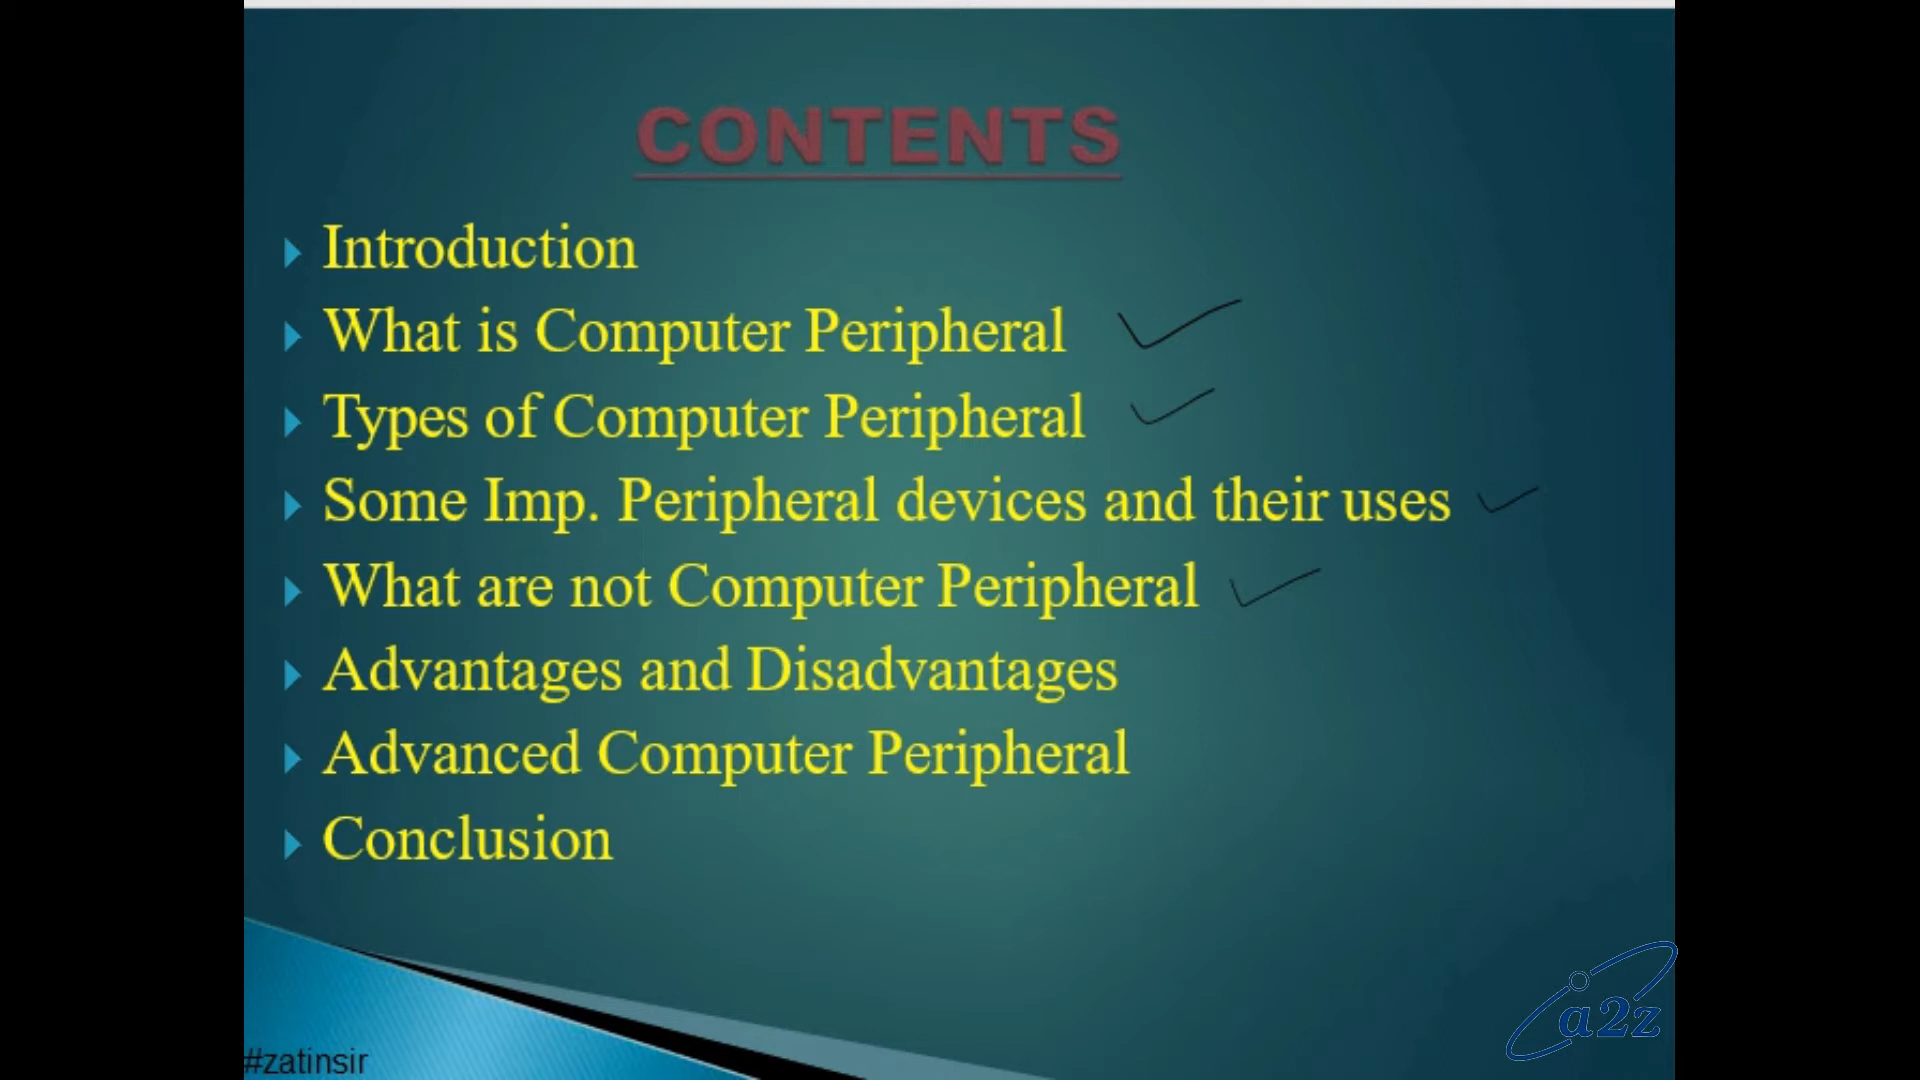 CONTENTS
Introduction
What is Computer Peripheral
Types of Computer Peripheral
Some Imp. Peripheral devices and their uses
What are not Computer Peripheral
Advantages and Disadvantages
Advanced Computer Peripheral
Conclusion
a2z
#zatinsir